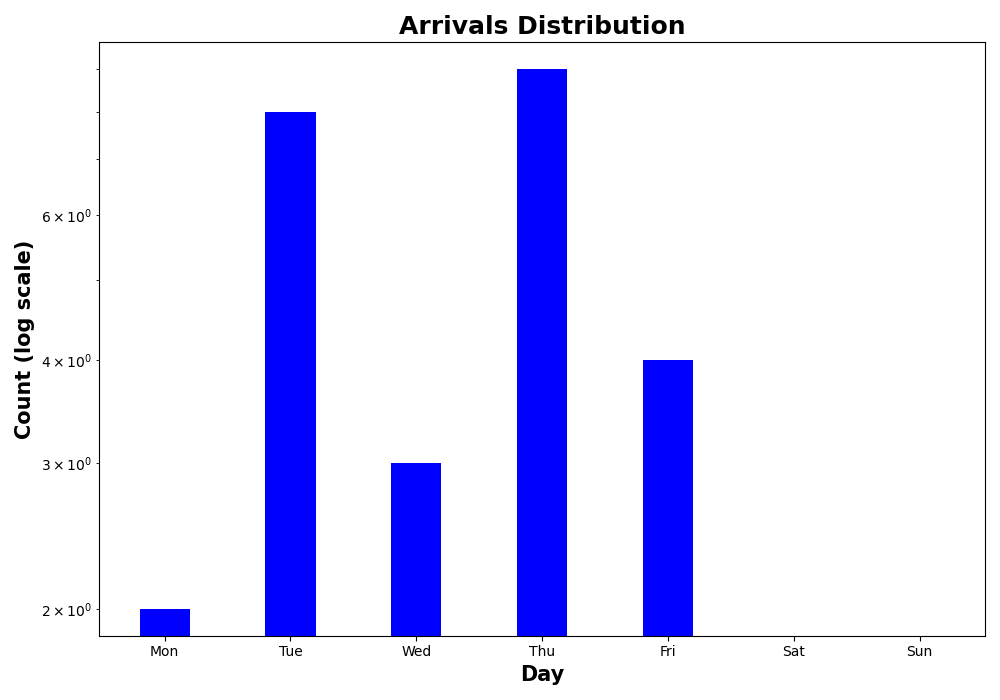 Arrivals Distribution
Count (log scale)
6 × 10⁰
4 × 10⁰
3 × 10⁰
2 × 10⁰
Mon Tue Wed Thu Fri Sat Sun
Day